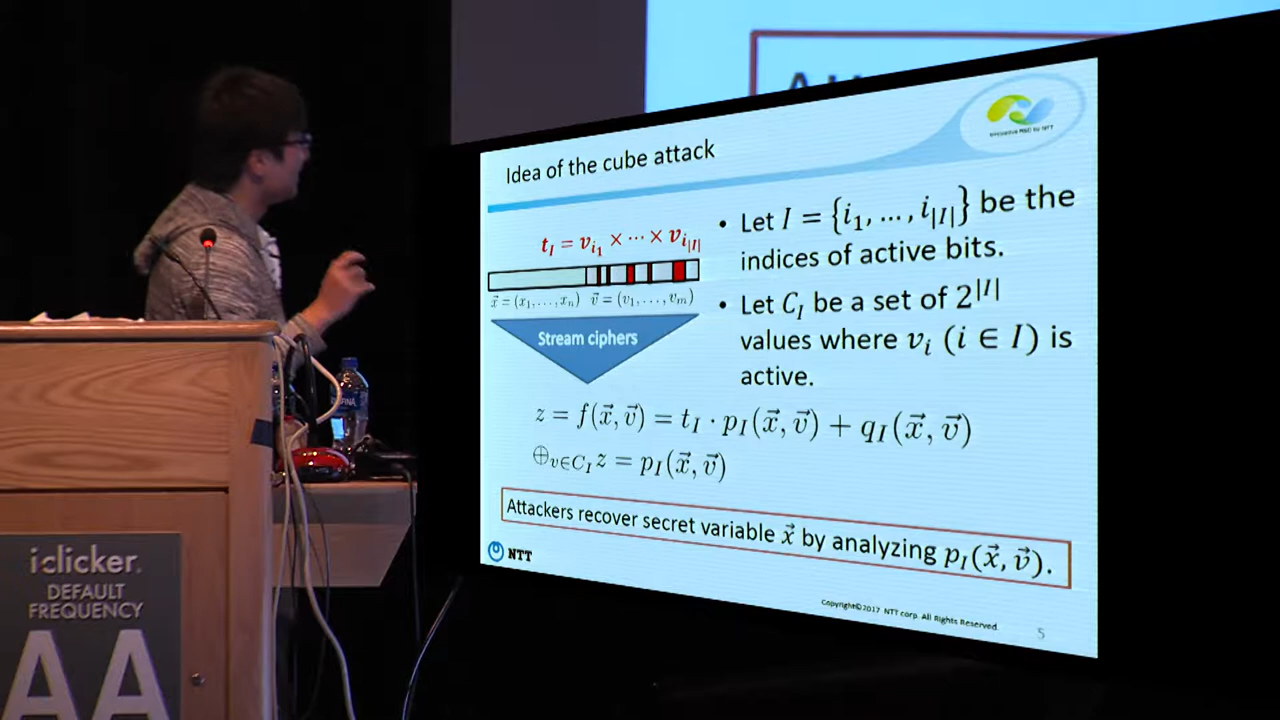 Innovative R&D by NTT
Idea of the cube attack
t_I = v_{i_1} × ··· × v_{i_{|I|}}
x⃗ = (x_1, ..., x_n) v⃗ = (v_1, ..., v_m)
Stream ciphers
• Let I = {i_1, ..., i_{|I|}} be the
indices of active bits.
• Let C_I be a set of 2^{|I|}
values where v_i (i ∈ I) is
active.
z = f(x⃗, v⃗) = t_I · p_I(x⃗, v⃗) + q_I(x⃗, v⃗)
⊕_{v∈C_I} z = p_I(x⃗, v⃗)
Attackers recover secret variable x⃗ by analyzing p_I(x⃗, v⃗).
NTT
Copyright©2017 NTT corp. All Rights Reserved.
5
iclicker.
DEFAULT
FREQUENCY
AA